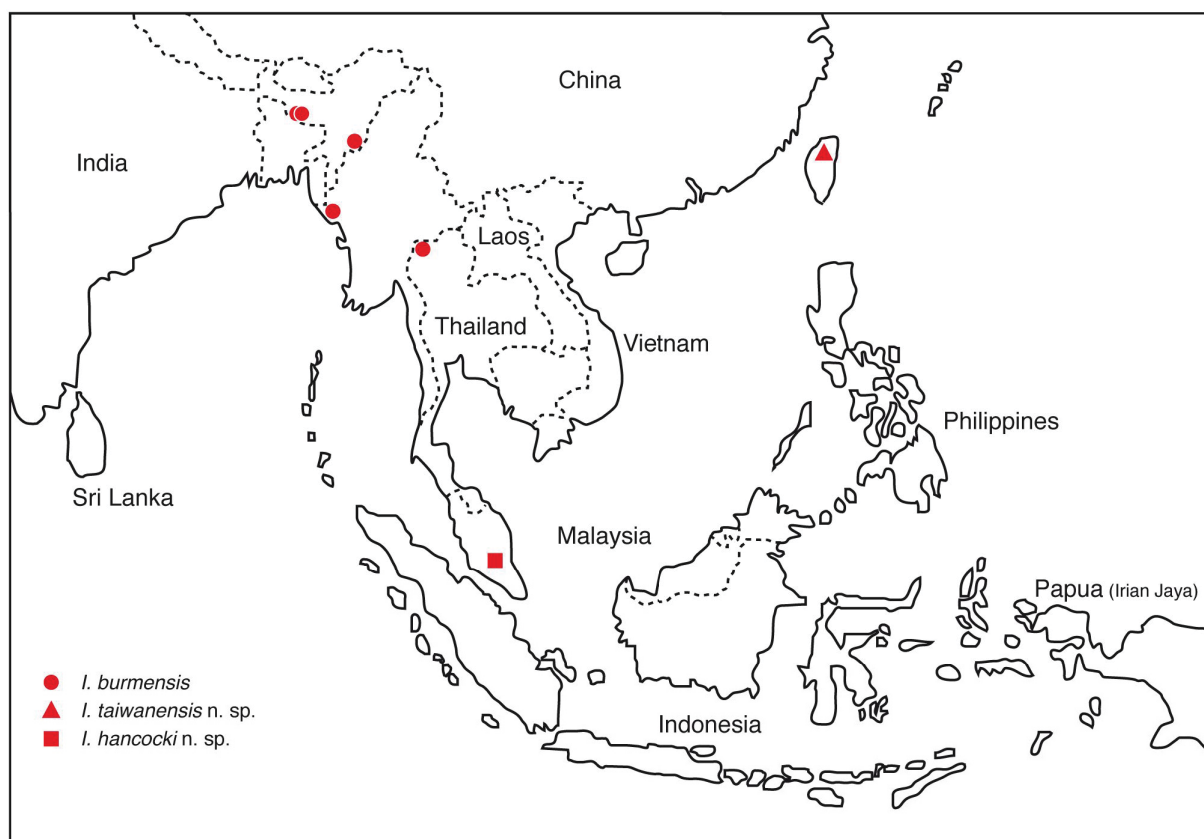 China
India
Laos
Thailand
Vietnam
Philippines
Sri Lanka
Malaysia
Papua (Irian Jaya)
I. burmensis
I. taiwanensis n. sp.
Indonesia
I. hancocki n. sp.